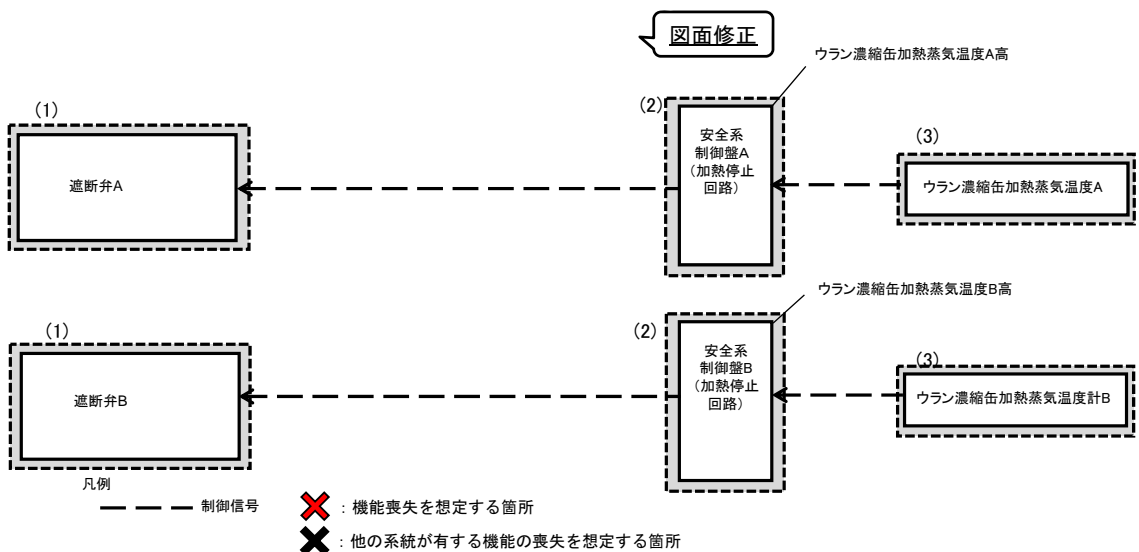 図面修正
ウラン濃縮缶加熱蒸気温度A高
(1)
(2)
安全系
制御盤A
(加熱停止
回路)
(3)
遮断弁A
ウラン濃縮缶加熱蒸気温度A
ウラン濃縮缶加熱蒸気温度B高
(1)
(2)
安全系
制御盤B
(加熱停止
回路)
(3)
遮断弁B
ウラン濃縮缶加熱蒸気温度計B
凡例
制御信号
：機能喪失を想定する箇所
：他の系統が有する機能の喪失を想定する箇所